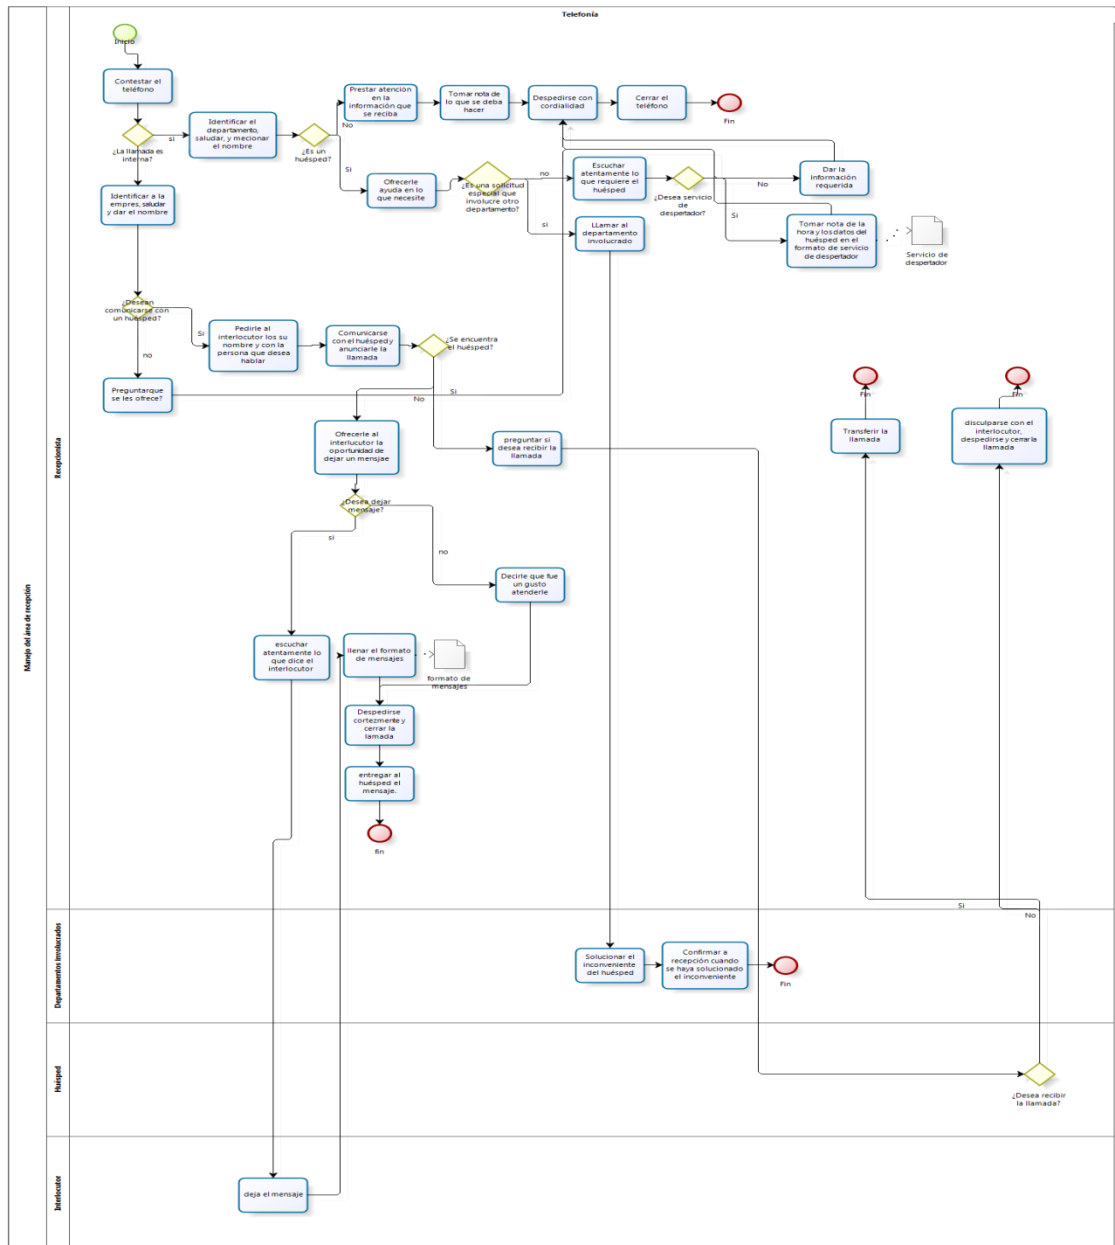 Telefonía
Manejo del área de recepción
Recepcionista
Inicio
Contestar el
teléfono
¿La llamada es
interna?
si
Identificar el
departamento,
saludar, y mecionar
el nombre
¿Es un
huésped?
No
Prestar atención
en la
información que
se reciba
Tomar nota de
lo que se deba
hacer
Despedirse con
cordialidad
Cerrar el
teléfono
Fin
Si
Ofrecerle
ayuda en lo
que necesite
¿Es una solicitud
especial que
involucre otro
departamento?
no
Escuchar
atentamente lo
que requiere el
huésped
¿Desea servicio
de
despertador?
No
Dar la
información
requerida
si
LLamar al
departamento
involucrado
Si
Tomar nota de la
hora y los datos del
huésped en el
formato de servicio
de despertador
Servicio de
despertador
Identificar a la
empres, saludar
y dar el nombre
¿Desean
comunicarse con
un huésped?
Si
Pedirle al
interlocutor los su
nombre y con la
persona que desea
hablar
Comunicarse
con el huésped y
anunciarle la
llamada
¿Se encuentra
el huésped?
no
Preguntarque
se les ofrece?
No
Si
Ofrecerle al
interlucutor la
oportunidad de
dejar un mensjae
preguntar si
desea recibir la
llamada
Fin
Transferir la
llamada
Fin
disculparse con el
interlocutor,
despedirse y cerrar la
llamada
¿Desea dejar
mensaje?
si
no
Decirle que fue
un gusto
atenderle
escuchar
atentamente lo
que dice el
interlocutor
llenar el formato
de mensajes
formato de
mensajes
Despedirse
cortezmente y
cerrar la
lamada
entregar al
huésped el
mensaje.
fin
Departamentos involucrados
Si
No
Solucionar el
inconveniente
del huésped
Confirmar a
recepción cuando
se haya solucionado
el inconveniente
Fin
Huésped
¿Desea recibir
la llamada?
Interlocutor
deja el mensaje